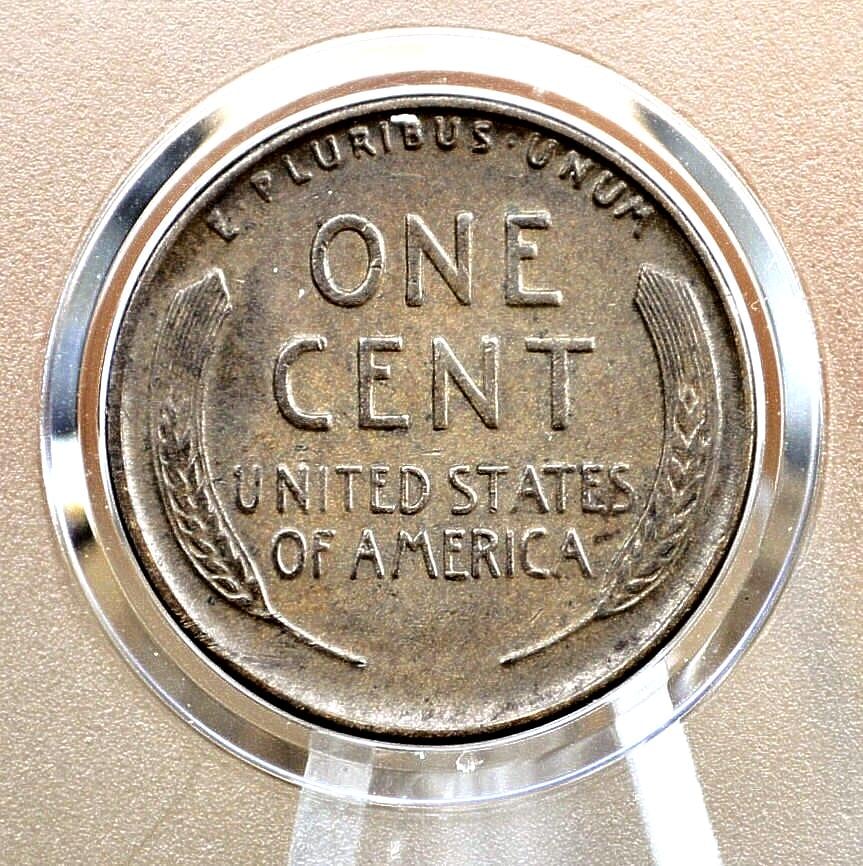 E·PLURIBUS·UNUM
ONE
CENT
UNITED STATES
OF AMERICA